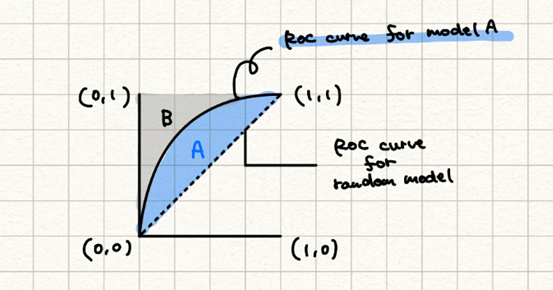 ROC curve for model A
(0,1)
(1,1)
B
A
ROC curve
for
random model
(0,0)
(1,0)